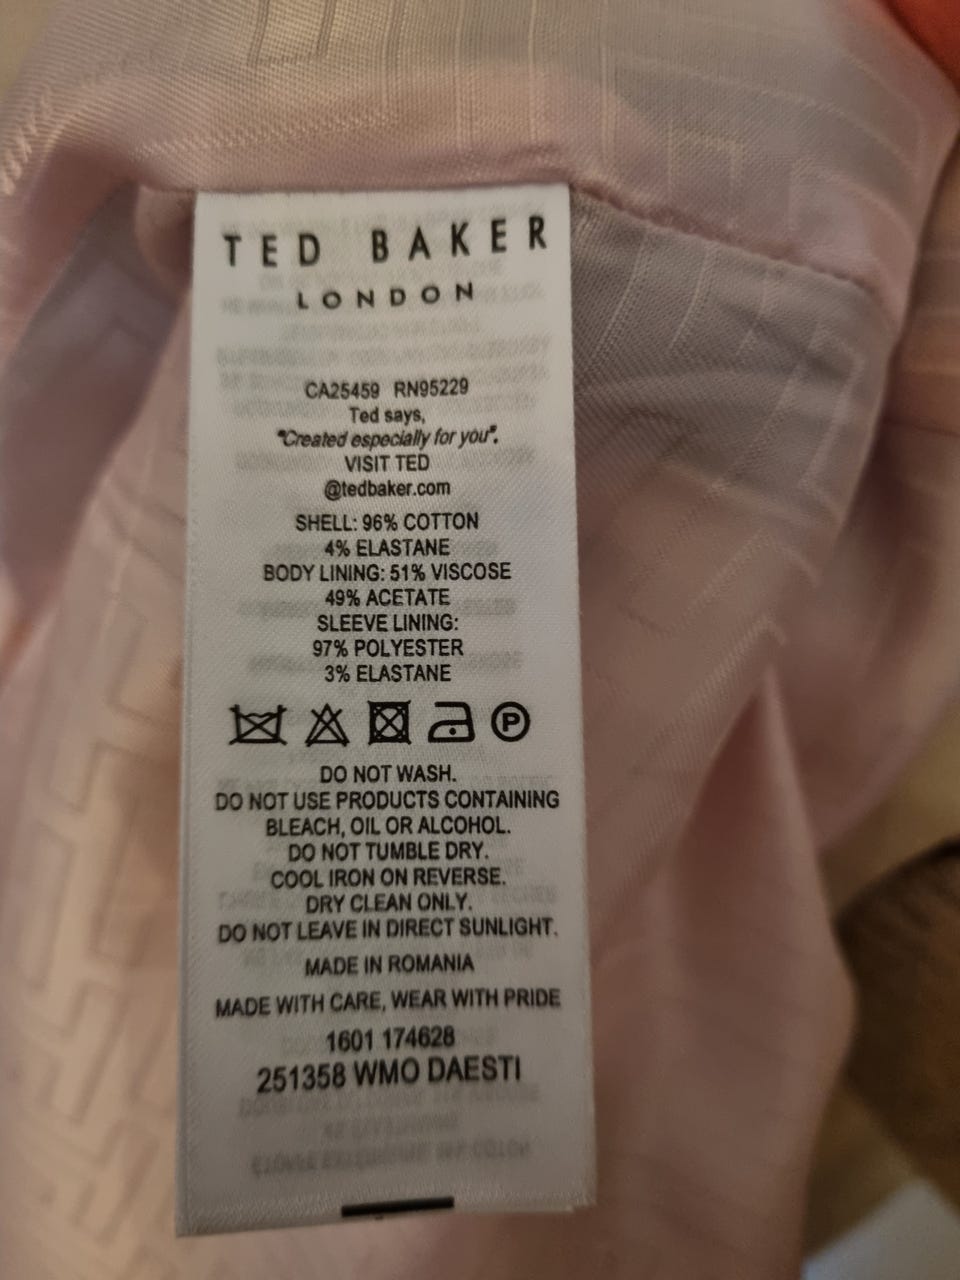 TED BAKER
LONDON
CA25459 RN95229
Ted says,
"Created especially for you".
VISIT TED
@tedbaker.com
SHELL: 96% COTTON
4% ELASTANE
BODY LINING: 51% VISCOSE
49% ACETATE
SLEEVE LINING:
97% POLYESTER
3% ELASTANE
P
DO NOT WASH.
DO NOT USE PRODUCTS CONTAINING
BLEACH, OIL OR ALCOHOL.
DO NOT TUMBLE DRY.
COOL IRON ON REVERSE.
DRY CLEAN ONLY.
DO NOT LEAVE IN DIRECT SUNLIGHT.
MADE IN ROMANIA
MADE WITH CARE, WEAR WITH PRIDE
1601 174628
251358 WMO DAESTI